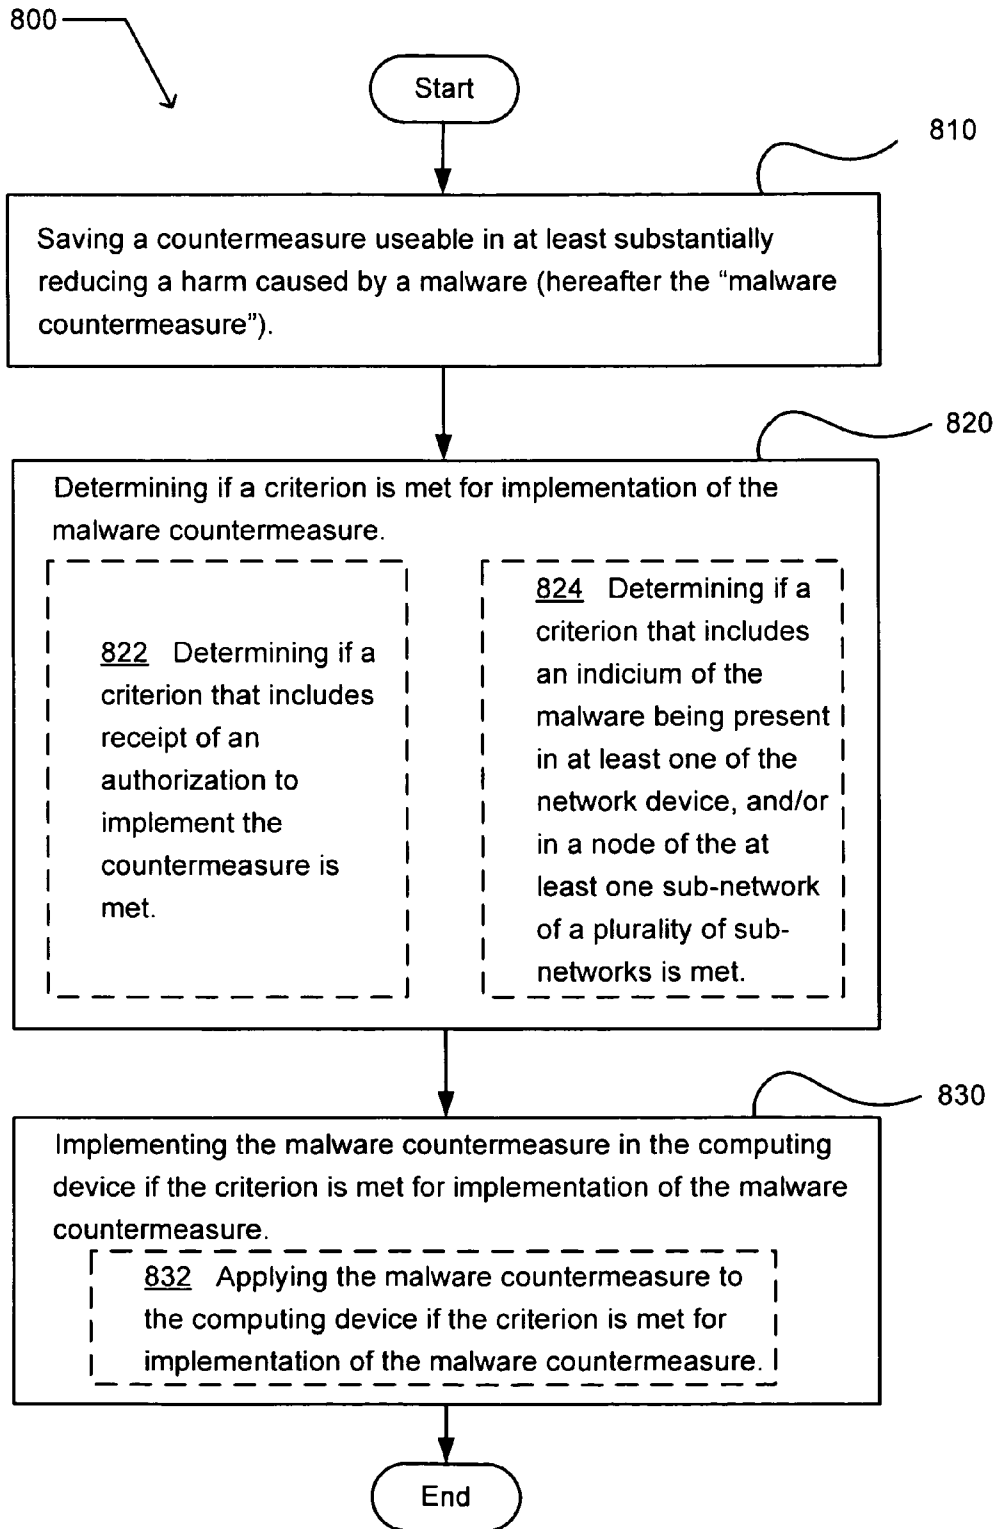 800
Start
810
Saving a countermeasure useable in at least substantially
reducing a harm caused by a malware (hereafter the “malware
countermeasure”).
820
Determining if a criterion is met for implementation of the
malware countermeasure.
822 Determining if a
criterion that includes
receipt of an
authorization to
implement the
countermeasure is
met.
824 Determining if a
criterion that includes
an indicium of the
malware being present
in at least one of the
network device, and/or
in a node of the at
least one sub-network
of a plurality of sub-
networks is met.
830
Implementing the malware countermeasure in the computing
device if the criterion is met for implementation of the malware
countermeasure.
832 Applying the malware countermeasure to
the computing device if the criterion is met for
implementation of the malware countermeasure.
End